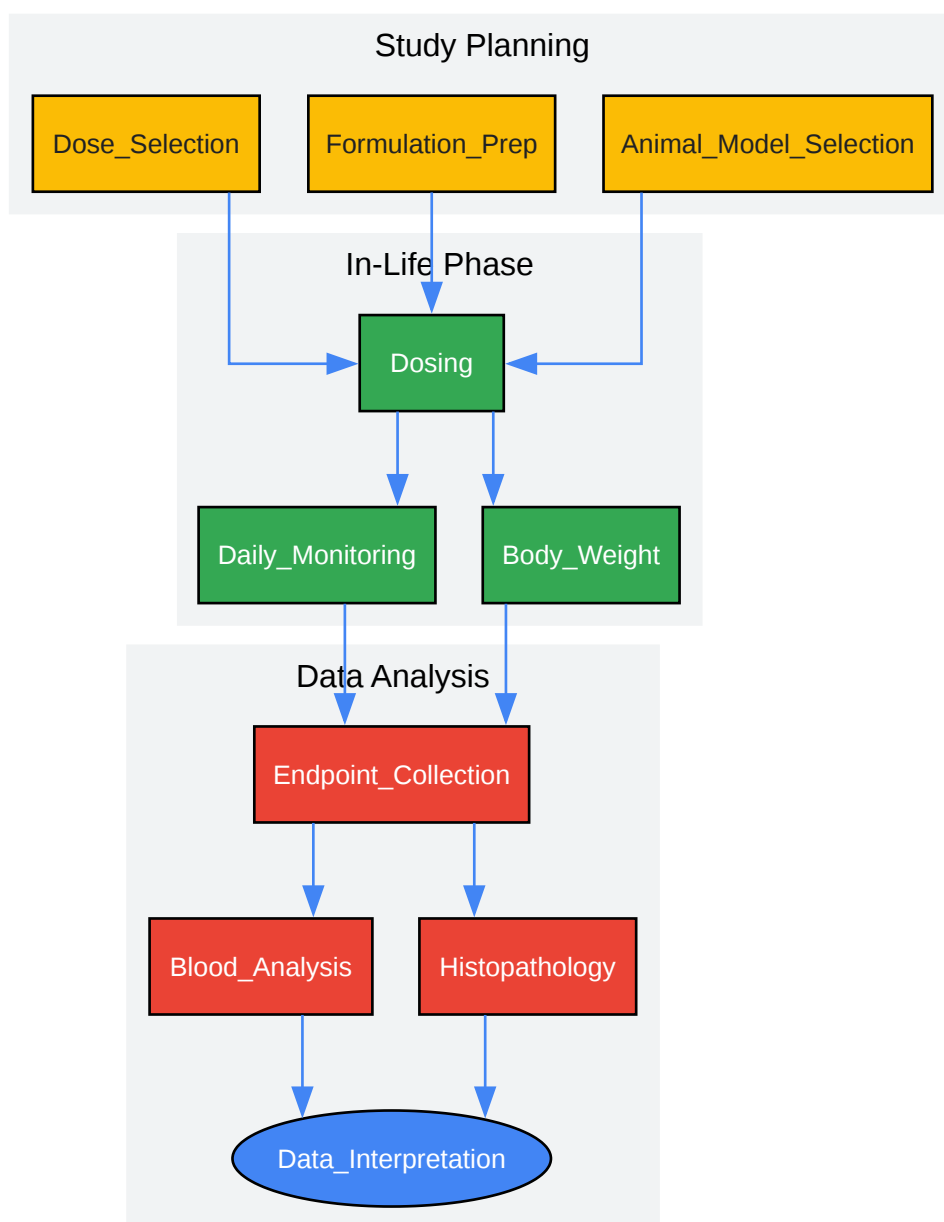 Study Planning
Dose_Selection
Formulation_Prep
Animal_Model_Selection
In-Life Phase
Dosing
Daily_Monitoring
Body_Weight
Data Analysis
Endpoint_Collection
Blood_Analysis
Histopathology
Data_Interpretation